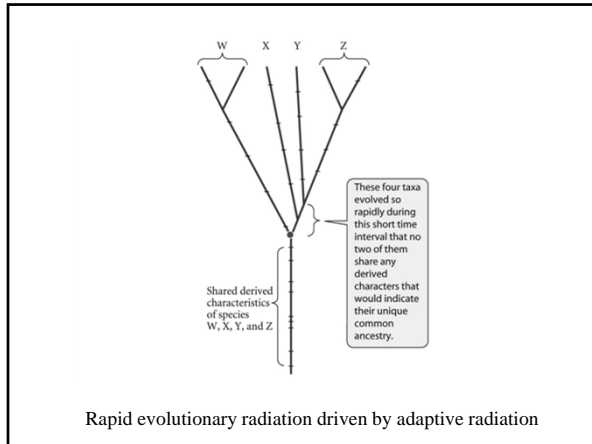 W X Y Z
These four taxa
evolved so
rapidly during
this short time
interval that no
two of them
share any
derived
characters that
would indicate
their unique
common
ancestry.
Shared derived
characteristics
of species
W, X, Y, and Z
Rapid evolutionary radiation driven by adaptive radiation